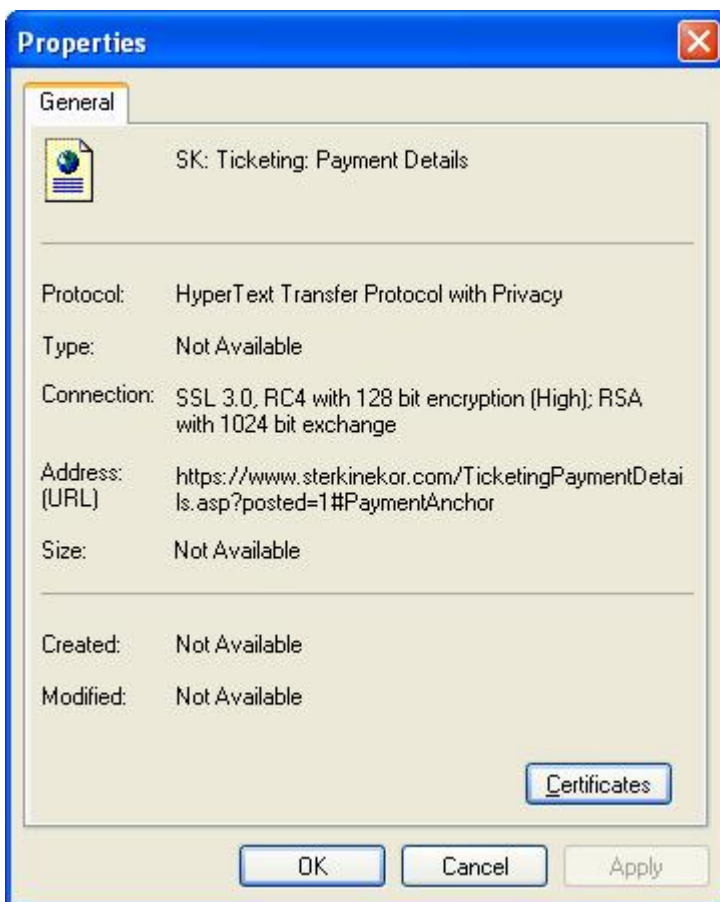 Properties
General
SK: Ticketing: Payment Details
Protocol: HyperText Transfer Protocol with Privacy
Type: Not Available
Connection: SSL 3.0, RC4 with 128 bit encryption (High); RSA
with 1024 bit exchange
Address: https://www.sterkinekor.com/TicketingPaymentDetai
(URL) ls.asp?posted=1#PaymentAnchor
Size: Not Available
Created: Not Available
Modified: Not Available
Certificates
OK Cancel Apply